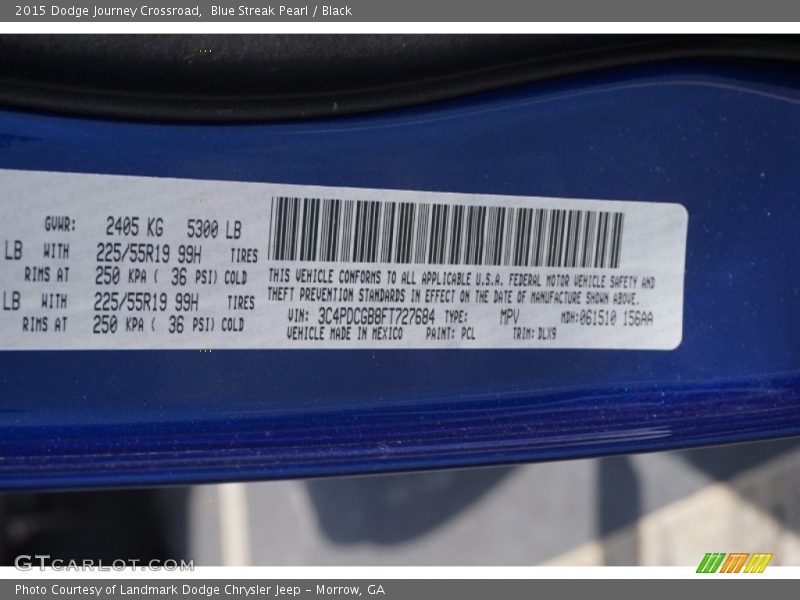 2015 Dodge Journey Crossroad,  Blue Streak Pearl / Black
GVWR: 2405 KG 5300 LB
LB WITH 225/55R19 99H TIRES
RIMS AT 250 KPA ( 36 PSI) COLD
LB WITH 225/55R19 99H TIRES
RIMS AT 250 KPA ( 36 PSI) COLD
THIS VEHICLE CONFORMS TO ALL APPLICABLE U.S.A. FEDERAL MOTOR VEHICLE SAFETY AND
THEFT PREVENTION STANDARDS IN EFFECT ON THE DATE OF MANUFACTURE SHOWN ABOVE.
VIN: 3C4PDCGB8FT727684 TYPE: MPV MDH:061510 156AA
VEHICLE MADE IN MEXICO PAINT: PCL TRIM: DLX9
GTCARLOT.COM
Photo Courtesy of Landmark Dodge Chrysler Jeep – Morrow, GA